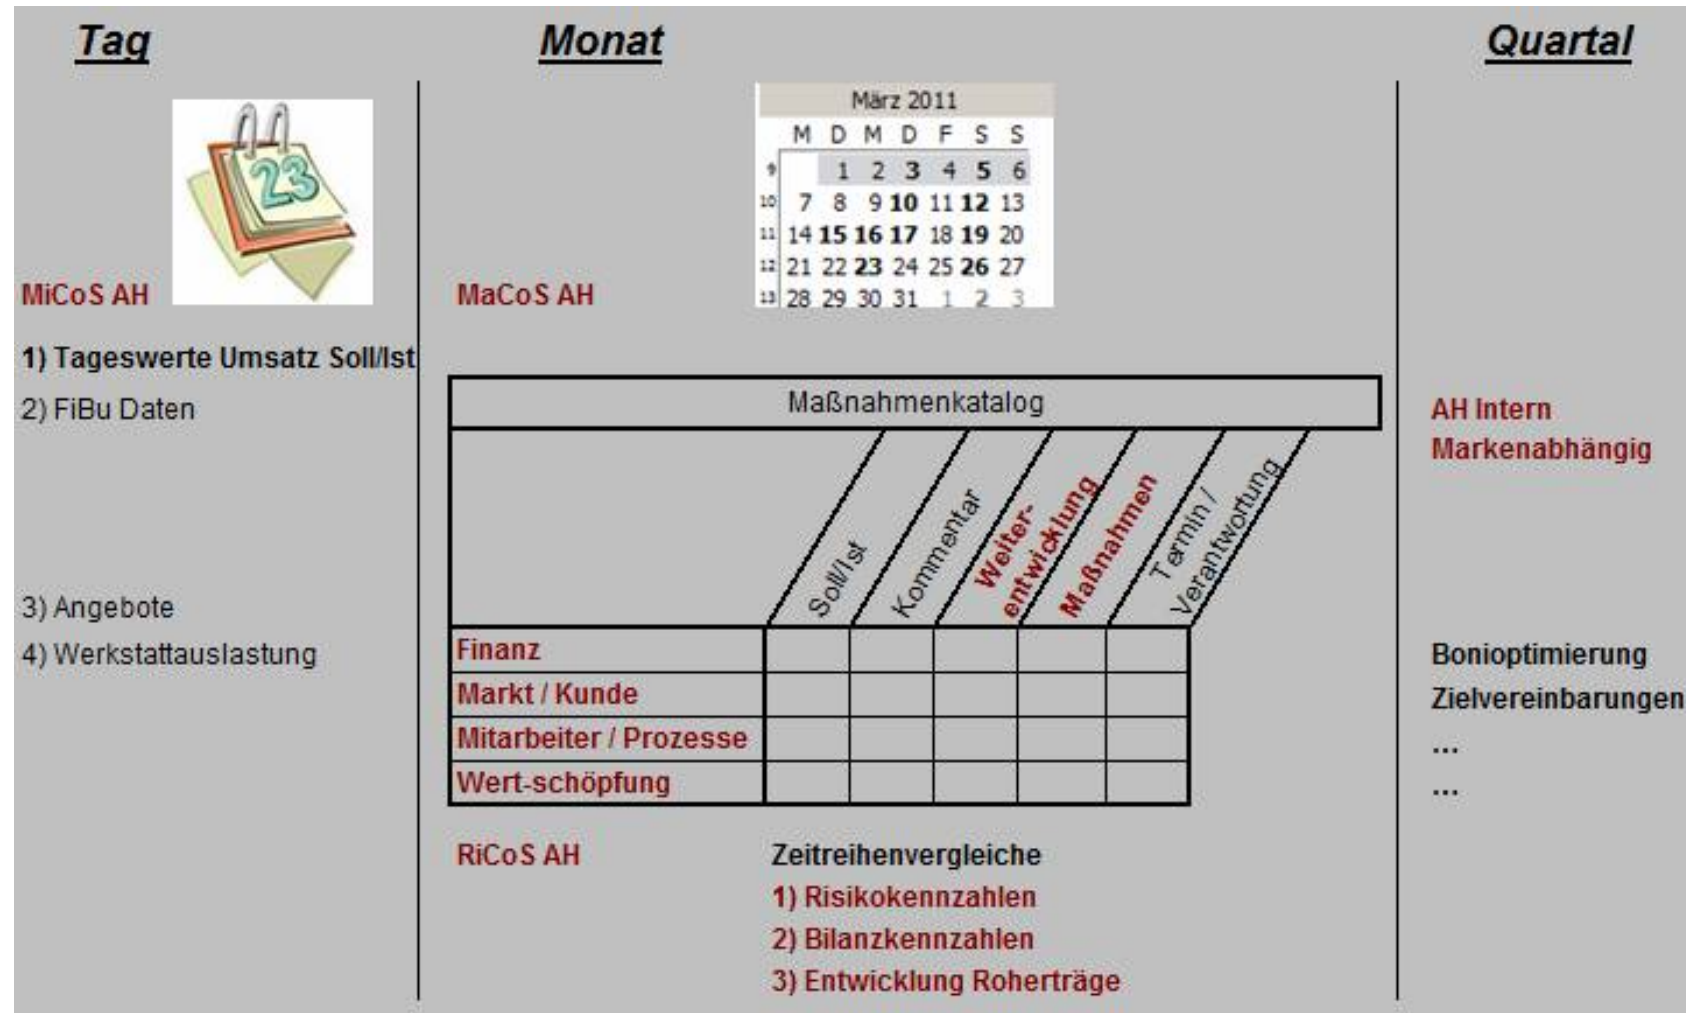 Tag
Monat
Quartal
23
März 2011
M D M D F S S
9 1 2 3 4 5 6
10 7 8 9 10 11 12 13
11 14 15 16 17 18 19 20
12 21 22 23 24 25 26 27
13 28 29 30 31 1 2 3
MiCoS AH
MaCoS AH
1) Tageswerte Umsatz Soll/Ist
2) FiBu Daten
3) Angebote
4) Werkstattauslastung
Maßnahmenkatalog
Soll/Ist
Kommentar
Weiter-
entwicklung
Maßnahmen
Termin /
Verantwortung
Finanz
Markt / Kunde
Mitarbeiter / Prozesse
Wert-schöpfung
RiCoS AH
Zeitreihenvergleiche
1) Risikokennzahlen
2) Bilanzkennzahlen
3) Entwicklung Roherträge
AH Intern
Markenabhängig
Bonioptimierung
Zielvereinbarungen
...
...